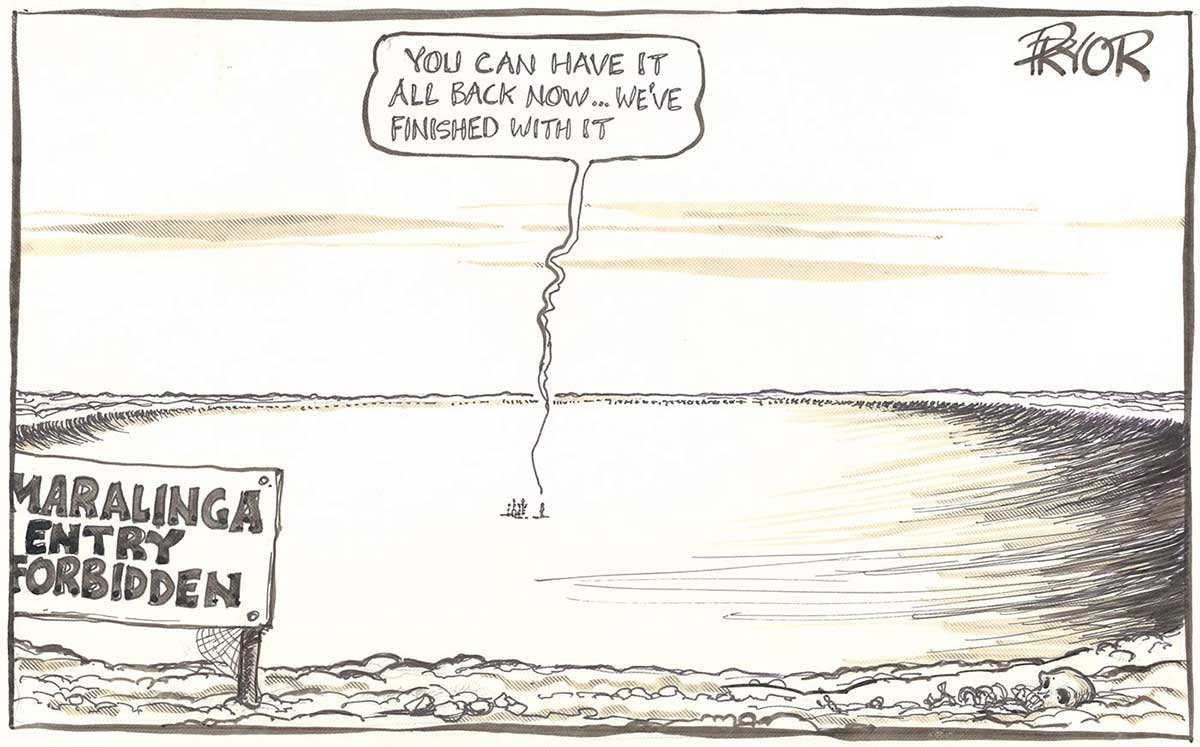 PRYOR
YOU CAN HAVE IT
ALL BACK NOW... WE'VE
FINISHED WITH IT
MARALINGA
ENTRY
FORBIDDEN